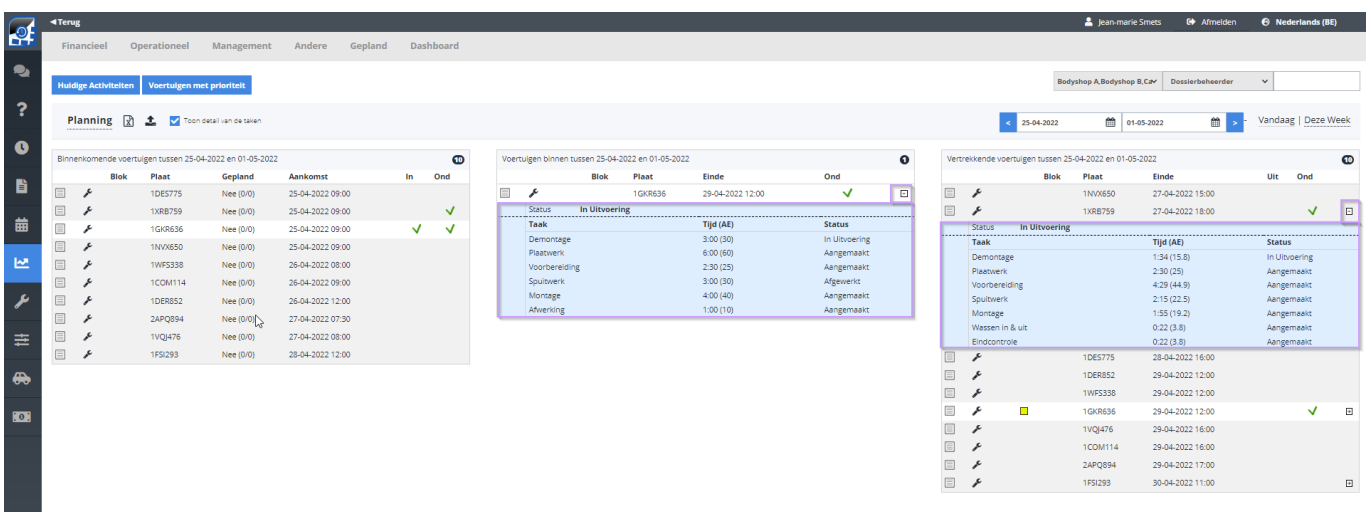 ◄Terug
Jean-marie Smets
Afmelden
Nederlands (BE)
Financieel Operationeel Management Andere Gepland Dashboard
Huidige Activiteiten
Voertuigen met prioriteit
Bodyshop A,Bodyshop B,Ca
Dossierbeheerder
Planning
Toon detail van de taken
< 25-04-2022 01-05-2022 >
Vandaag | Deze Week
Binnenkomende voertuigen tussen 25-04-2022 en 01-05-2022 10
Blok Plaat Gepland Aankomst In Ond
1DES775 Nee (0/0) 25-04-2022 09:00
1XRB759 Nee (0/0) 25-04-2022 09:00
1GKR636 Nee (0/0) 25-04-2022 09:00
1NVX650 Nee (0/0) 25-04-2022 09:00
1WFS338 Nee (0/0) 26-04-2022 08:00
1COM114 Nee (0/0) 26-04-2022 09:00
1DER852 Nee (0/0) 26-04-2022 12:00
2APQ894 Nee (0/0) 27-04-2022 07:30
1VQJ476 Nee (0/0) 27-04-2022 08:00
1FSI293 Nee (0/0) 28-04-2022 12:00
Voertuigen binnen tussen 25-04-2022 en 01-05-2022 1
Blok Plaat Einde Ond
1GKR636 29-04-2022 12:00
Status In Uitvoering
Taak Tijd (AE) Status
Demontage 3:00 (30) In Uitvoering
Plaatwerk 6:00 (60) Aangemaakt
Voorbereiding 2:30 (25) Aangemaakt
Spuitwerk 3:00 (30) Afgewerkt
Montage 4:00 (40) Aangemaakt
Afwerking 1:00 (10) Aangemaakt
Vertrekkende voertuigen tussen 25-04-2022 en 01-05-2022 10
Blok Plaat Einde Uit Ond
1NVX650 27-04-2022 15:00
1XRB759 27-04-2022 18:00
Status In Uitvoering
Taak Tijd (AE) Status
Demontage 1:34 (15.8) In Uitvoering
Plaatwerk 2:30 (25) Aangemaakt
Voorbereiding 4:29 (44.9) Aangemaakt
Spuitwerk 2:15 (22.5) Aangemaakt
Montage 1:55 (19.2) Aangemaakt
Wassen in & uit 0:22 (3.8) Aangemaakt
Eindcontrole 0:22 (3.8) Aangemaakt
1DES775 28-04-2022 16:00
1DER852 29-04-2022 12:00
1WFS338 29-04-2022 12:00
1GKR636 29-04-2022 12:00
1VQJ476 29-04-2022 16:00
1COM114 29-04-2022 16:00
2APQ894 29-04-2022 17:00
1FSI293 30-04-2022 11:00